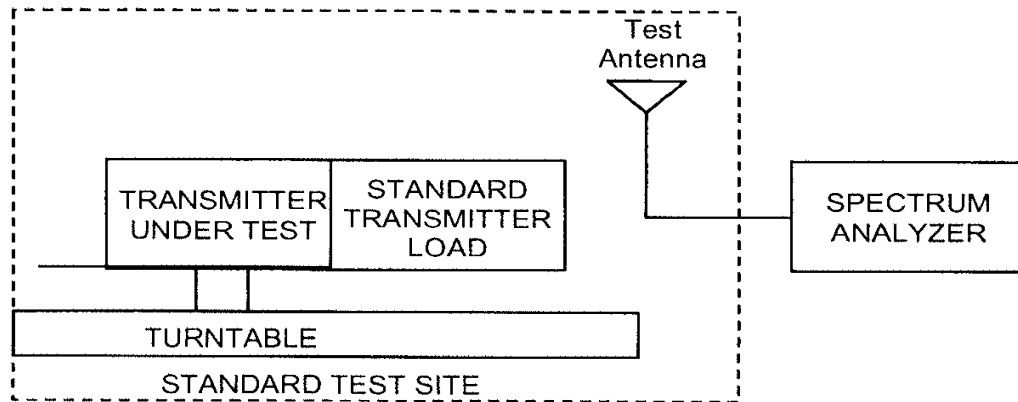 Test
Antenna
TRANSMITTER
UNDER TEST
STANDARD
TRANSMITTER
LOAD
SPECTRUM
ANALYZER
TURNTABLE
STANDARD TEST SITE